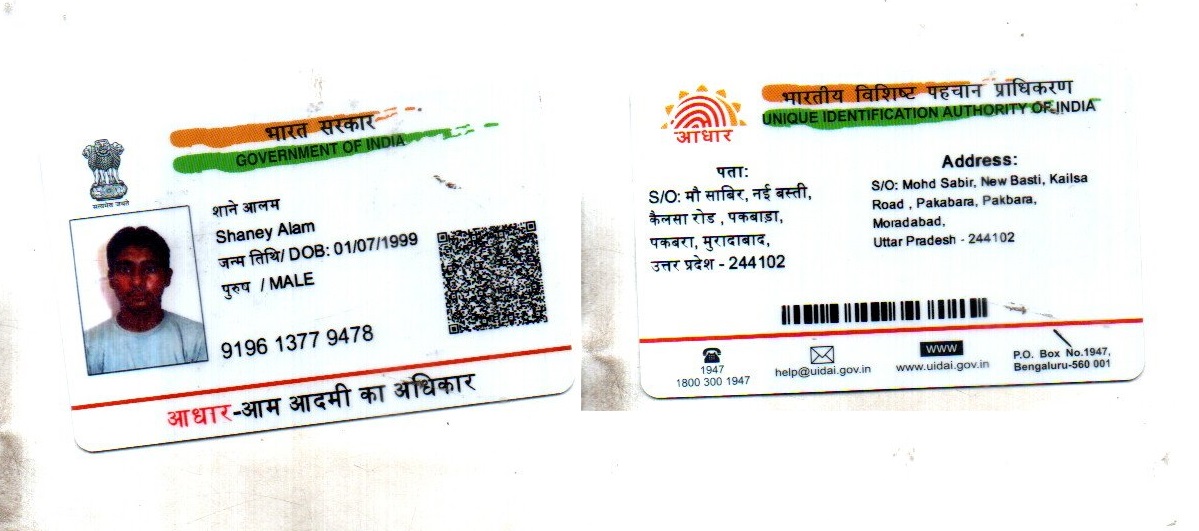 भारत सरकार
GOVERNMENT OF INDIA
सत्यमेव जयते
शाने आलम
Shaney Alam
जन्म तिथि/ DOB: 01/07/1999
पुरुष / MALE
9196 1377 9478
आधार-आम आदमी का अधिकार
भारतीय विशिष्ट पहचान प्राधिकरण
UNIQUE IDENTIFICATION AUTHORITY OF INDIA
आधार
पता:
S/O: मौ साबिर, नई बस्ती,
कैलसा रोड , पकबाड़ा,
पकबरा, मुरादाबाद,
उत्तर प्रदेश - 244102
Address:
S/O: Mohd Sabir, New Basti, Kailsa
Road , Pakabara, Pakbara,
Moradabad,
Uttar Pradesh - 244102
1947
1800 300 1947
help@uidai.gov.in
www
www.uidai.gov.in
P.O. Box No.1947,
Bengaluru-560 001